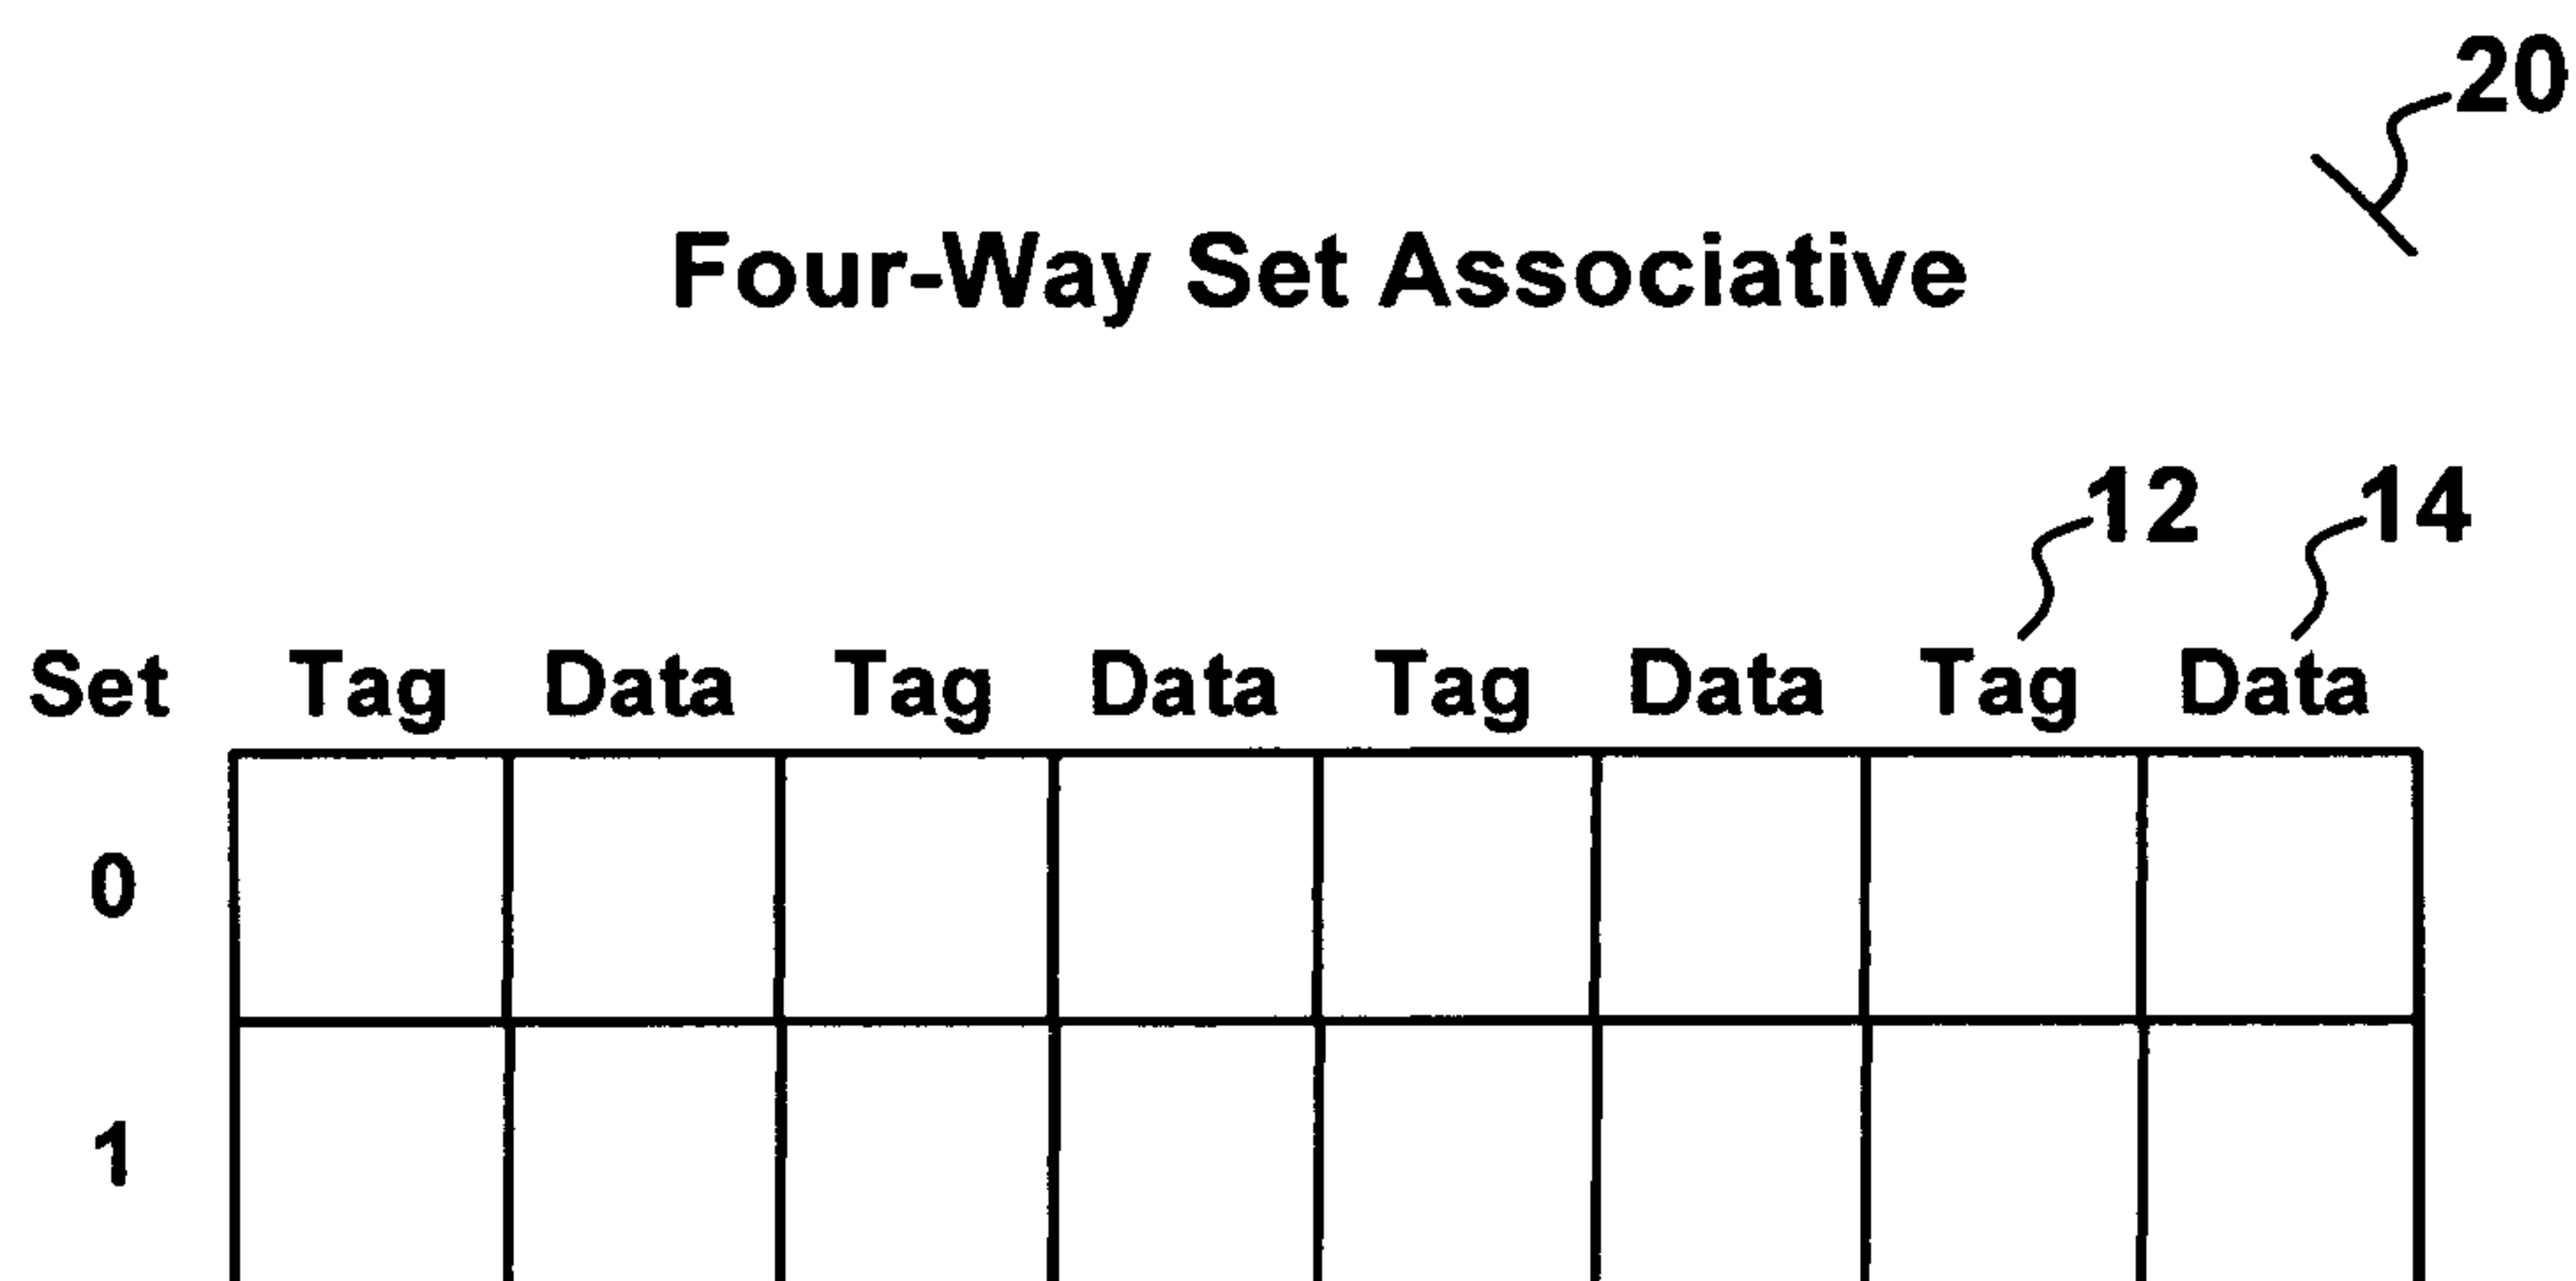 20
Four-Way Set Associative
12 14
Set Tag Data Tag Data Tag Data Tag Data
0
1